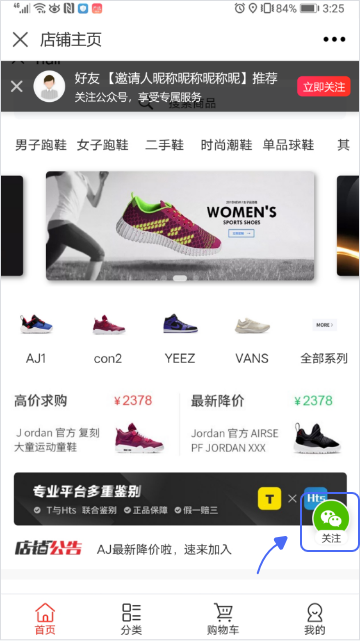 46 84% 3:25
店铺主页
好友 【邀请人昵称昵称昵称昵】推荐
关注公众号，享受专属服务
立即关注
搜索商品
男子跑鞋 女子跑鞋 二手鞋 时尚潮鞋 单品球鞋 其
WOMEN'S
SPORTS SHOES
AJ1 con2 YEEZ VANS 全部系列
MORE >
高价求购 ¥2378
J ordan 官方 复刻
大童运动童鞋
最新降价 ¥2378
Jordan 官方 AIRSE
PF JORDAN XXX
专业平台多重鉴别
T与Hts 联合鉴别 正品保障 假一赔三
T × Hts
关注
店铺公告 AJ最新降价啦，速来加入
首页 分类 购物车 我的